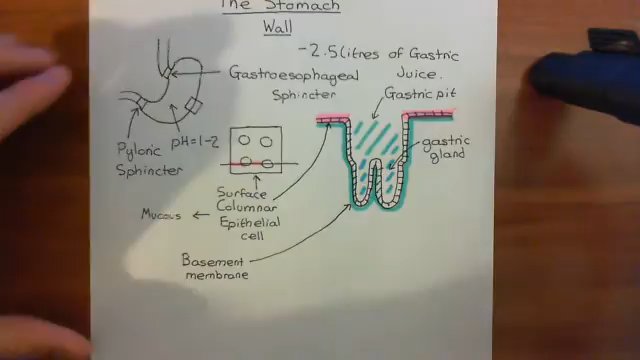 The Stomach
Wall
-2.5 Litres of Gastric
Juice.
Gastroesophageal
Sphincter
Gastric pit
pH=1-2
Pyloric
Sphincter
gastric
gland
Surface
Columnar
Epithelial
cell
Mucous
Basement
membrane